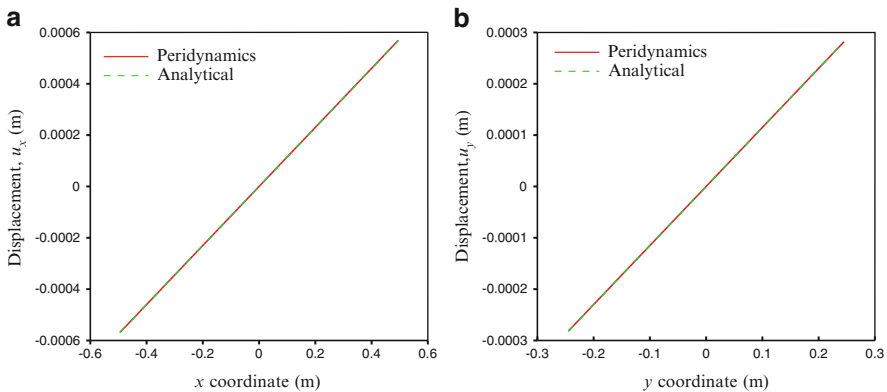 a
0.0006
0.0004
0.0002
0
-0.0002
-0.0004
-0.0006
-0.6
-0.4
-0.2
0
0.2
0.4
0.6
Displacement, u_x (m)
x coordinate (m)
Peridynamics
Analytical
b
0.0003
0.0002
0.0001
0
-0.0001
-0.0002
-0.0003
-0.3
-0.2
-0.1
0
0.1
0.2
0.3
Displacement,u_y (m)
y coordinate (m)
Peridynamics
Analytical